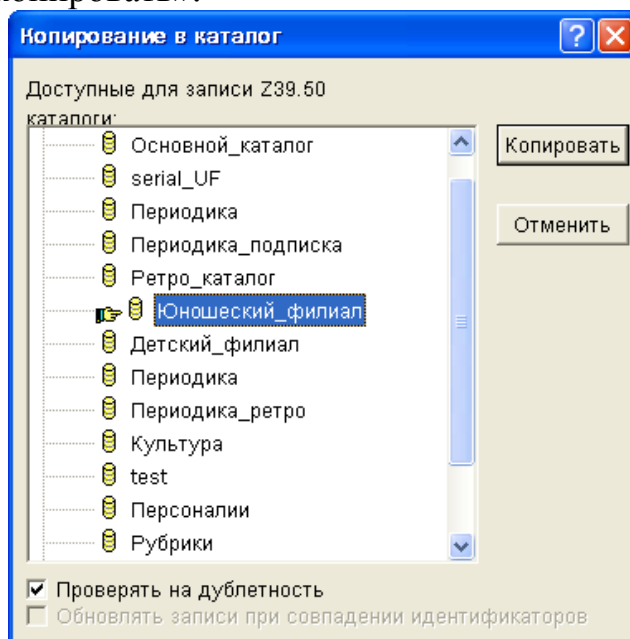 копировать».
Копирование в каталог
Доступные для записи Z39.50
каталоги:
Основной_каталог
Копировать
serial_UF
Периодика
Отменить
Периодика_подписка
Ретро_каталог
Юношеский_филиал
Детский_филиал
Периодика
Периодика_ретро
Культура
test
Персоналии
Рубрики
Проверять на дублетность
Обновлять записи при совпадении идентификаторов